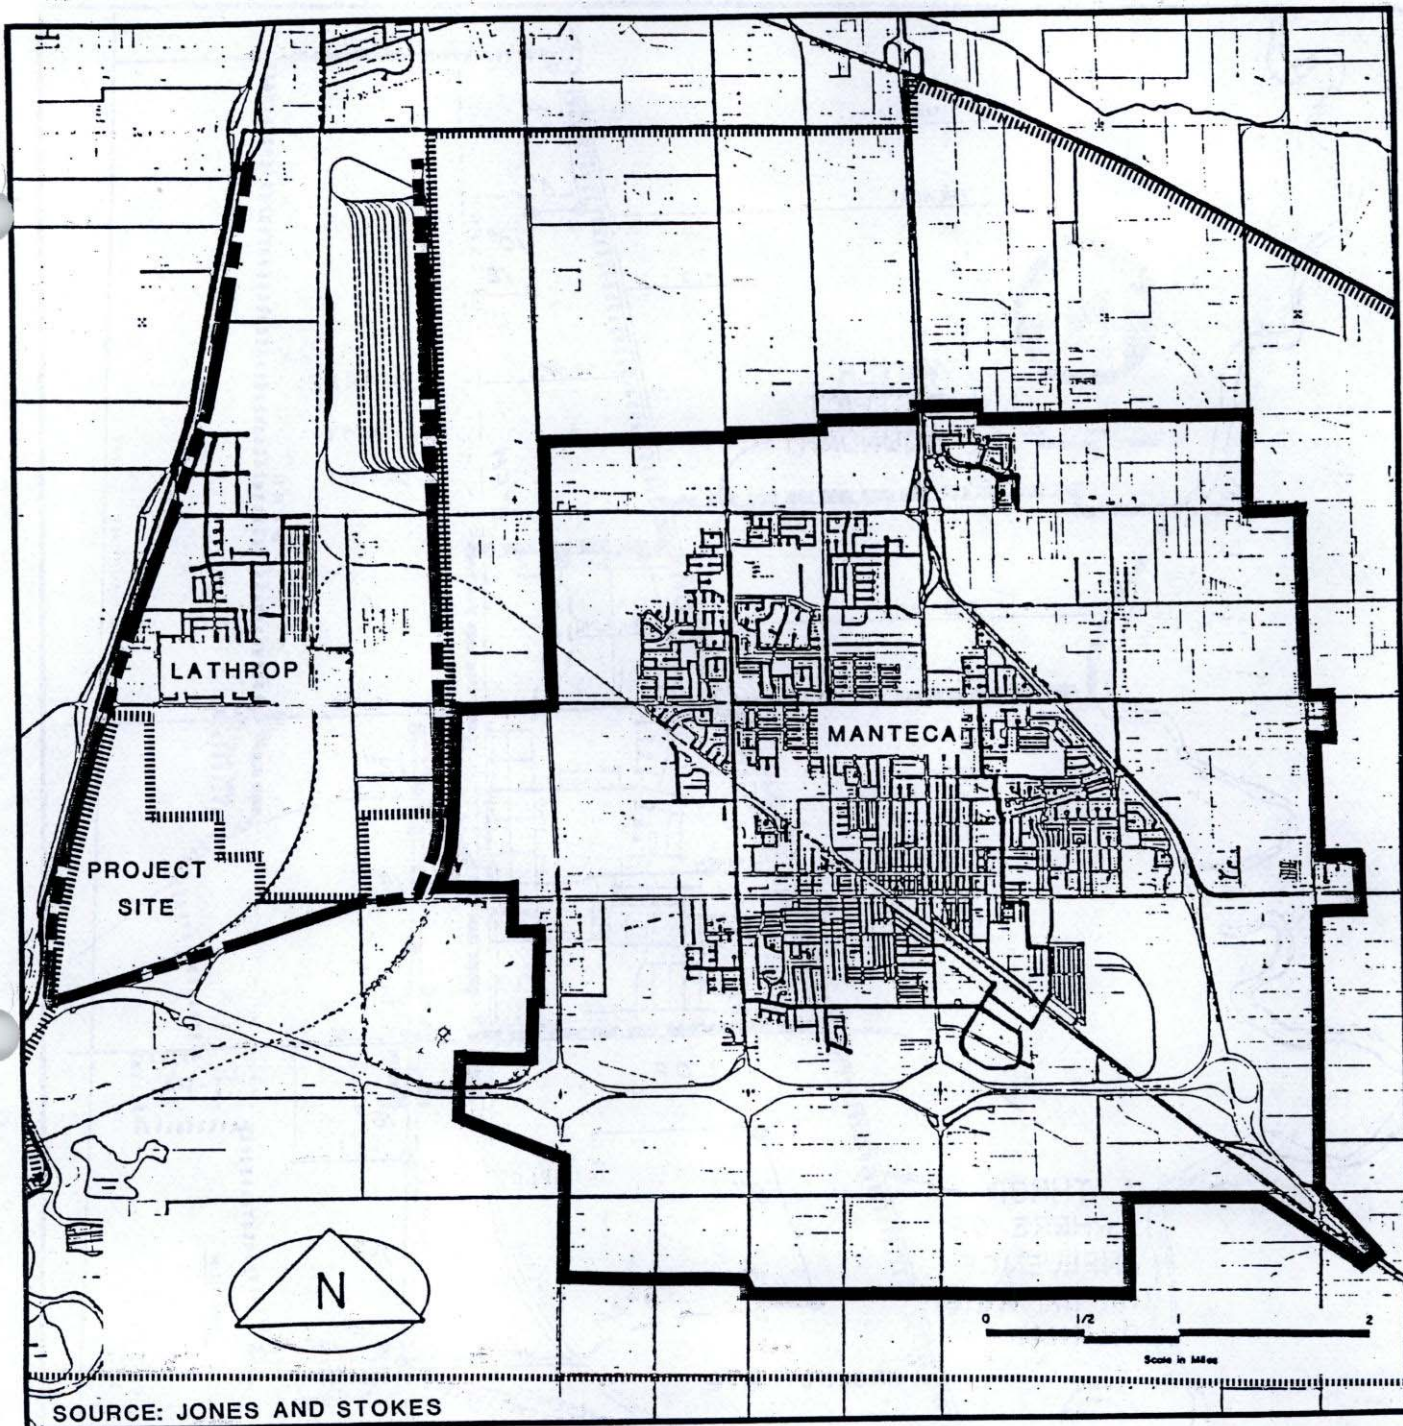 LATHROP
MANTECA
PROJECT
SITE
N
0 1/2 1 2
Scale in Miles
SOURCE: JONES AND STOKES